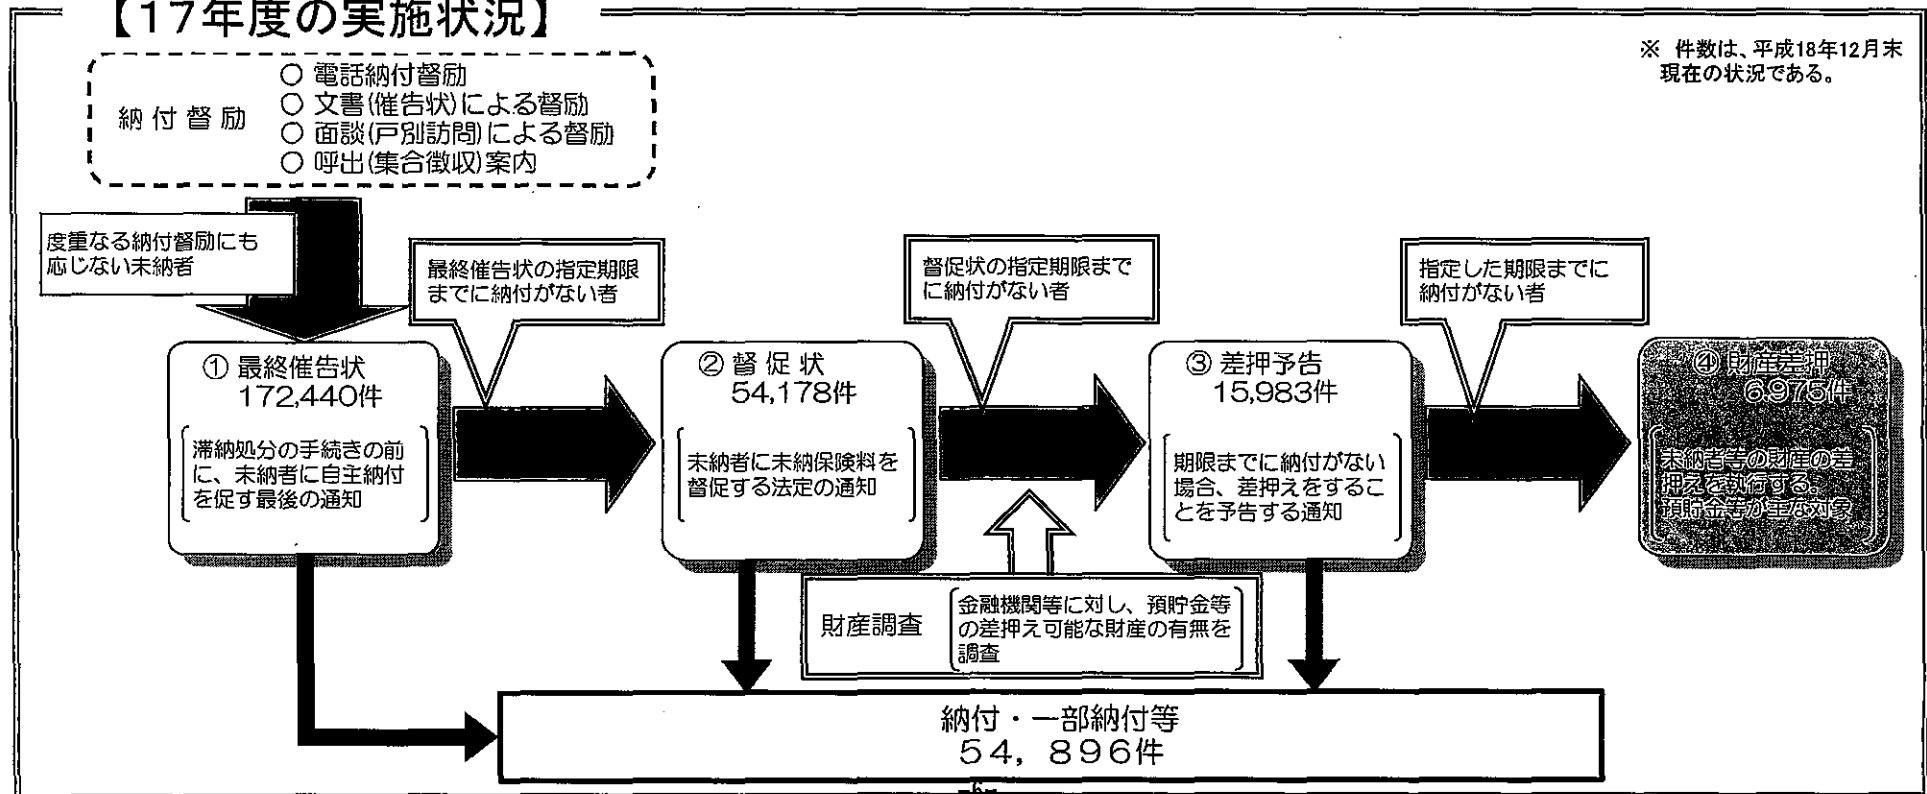 【17年度の実施状況】
※ 件数は、平成18年12月末
現在の状況である。
納付督励
○ 電話納付督励
○ 文書(催告状)による督励
○ 面談(戸別訪問)による督励
○ 呼出(集合徴収)案内
度重なる納付督励にも
応じない未納者
最終催告状の指定期限
までに納付がない者
督促状の指定期限まで
に納付がない者
指定した期限までに
納付がない者
① 最終催告状
172,440件
滞納処分の手続きの前
に、未納者に自主納付
を促す最後の通知
② 督促状
54,178件
未納者に未納保険料を
督促する法定の通知
③ 差押予告
15,983件
期限までに納付がない
場合、差押えをするこ
とを予告する通知
④ 財産差押
6,975件
未納者等の財産の差
押えを執行する。
預貯金等が主な対象
財産調査
金融機関等に対し、預貯金等
の差押え可能な財産の有無を
調査
納付・一部納付等
54,896件
-6-